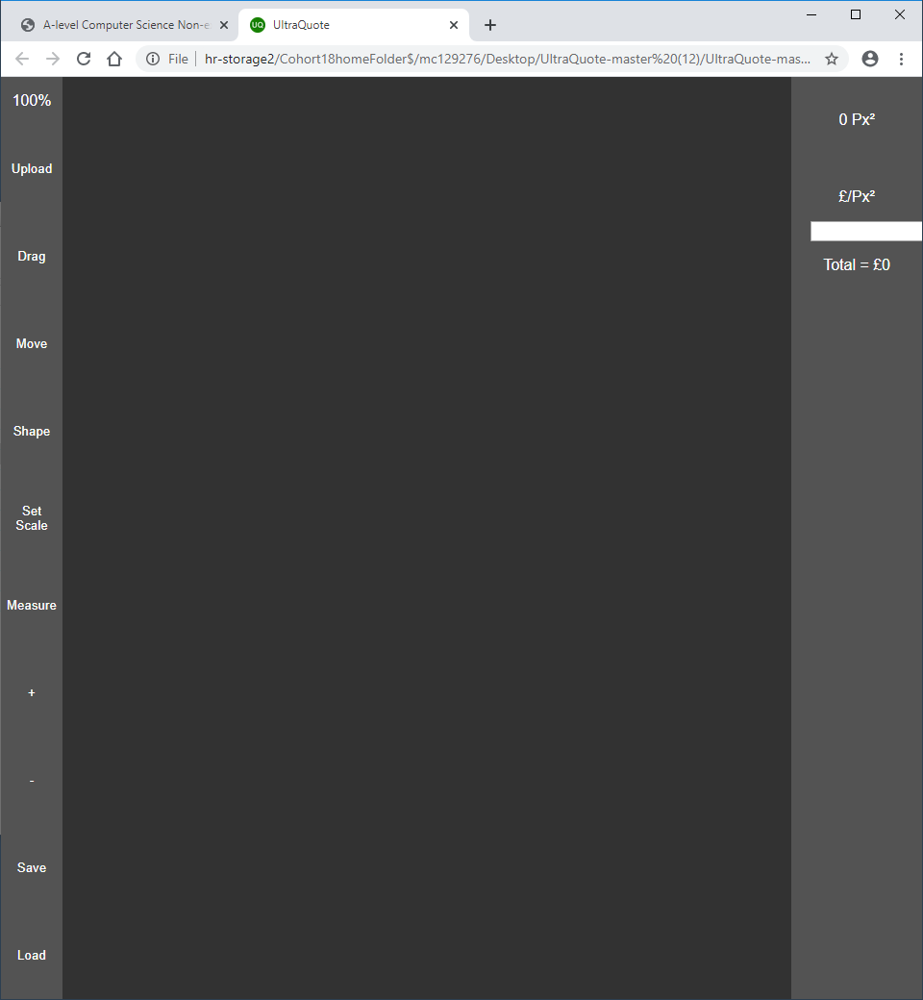 A-level Computer Science Non-e
UQ UltraQuote
File hr-storage2/Cohort18homeFolder$/mc129276/Desktop/UltraQuote-master%20(12)/UltraQuote-mas...
100%
Upload
Drag
Move
Shape
Set
Scale
Measure
+
-
Save
Load
0 Px²
£/Px²
Total = £0